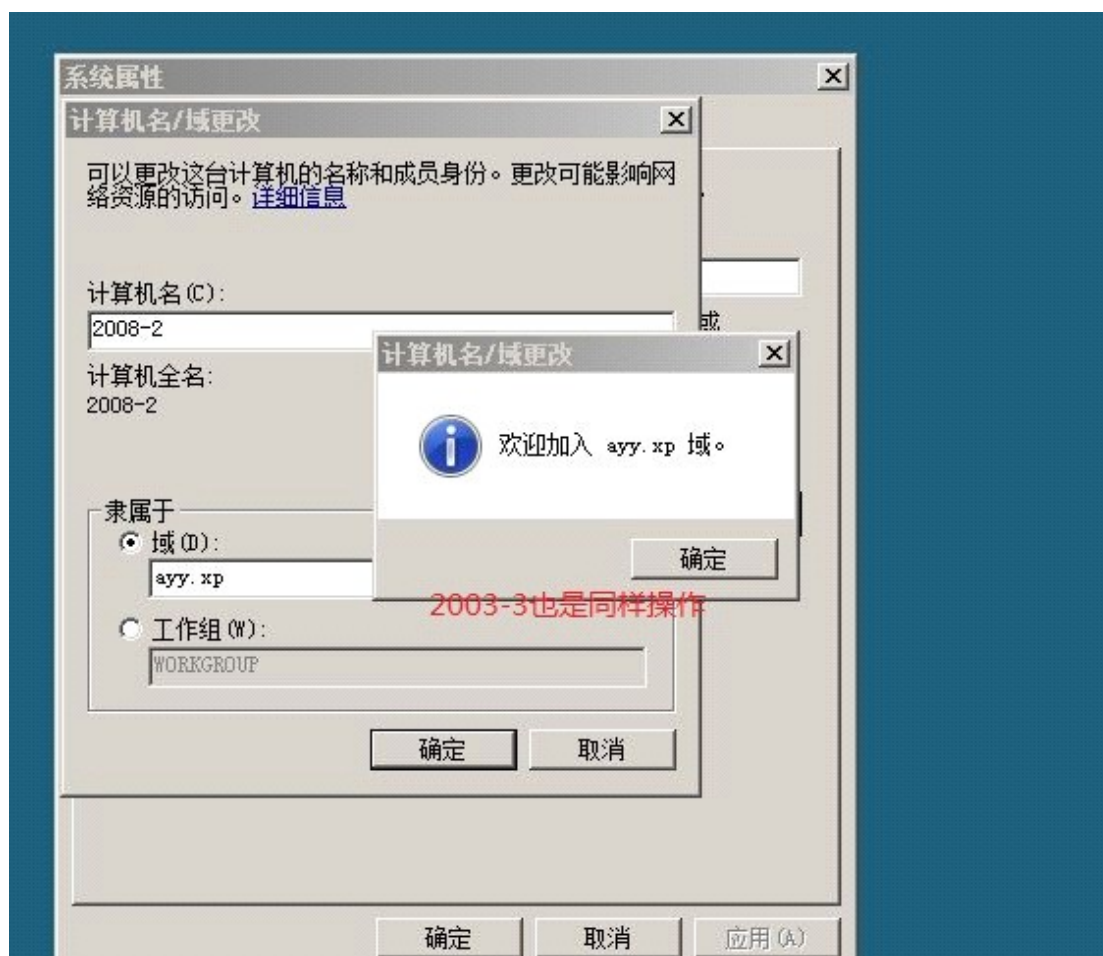 系统属性
计算机名/域更改
可以更改这台计算机的名称和成员身份。更改可能影响网
络资源的访问。详细信息
计算机名(C):
2008-2
或
计算机全名:
2008-2
计算机名/域更改
欢迎加入 ayy.xp 域。
确定
隶属于
域(D):
ayy.xp
2003-3也是同样操作
工作组(W):
WORKGROUP
确定
取消
确定
取消
应用(A)